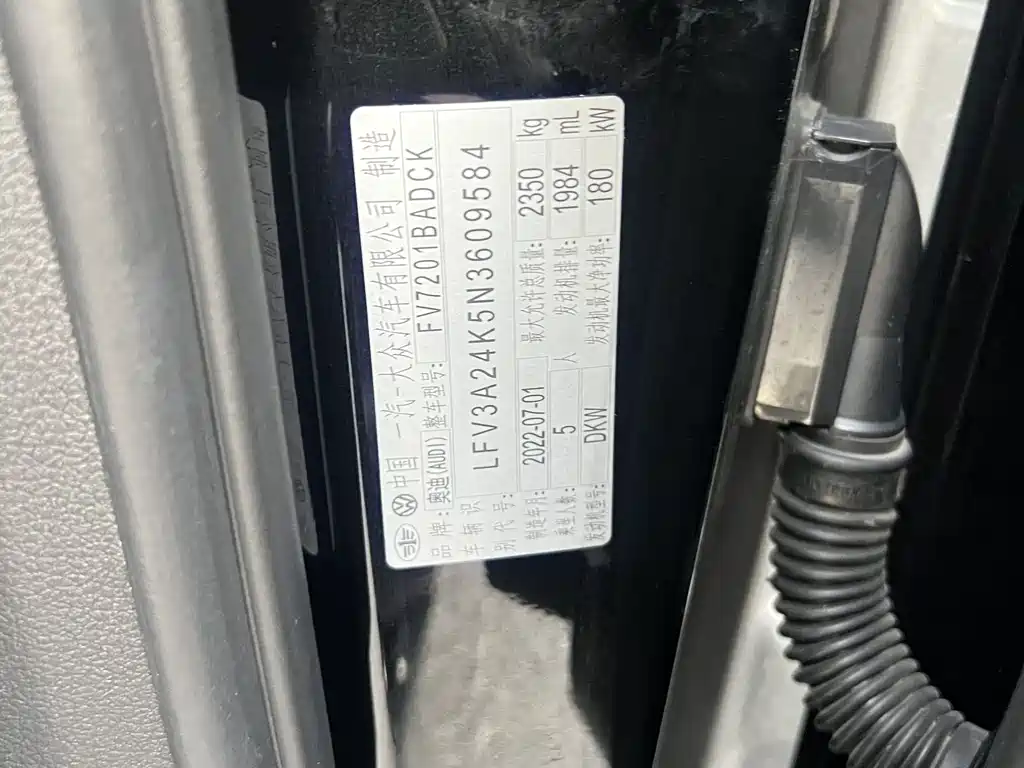 中国 一汽-大众汽车有限公司 制造
品牌: 奥迪(AUDI) 整车型号: FV7201BADCK
车辆识别代号: LFV3A24K5N3609584
制造年月: 2022-07-01 最大允许总质量: 2350 kg
乘坐人数: 5 人 发动机排量: 1984 mL
发动机型号: DKW 发动机最大净功率: 180 kW